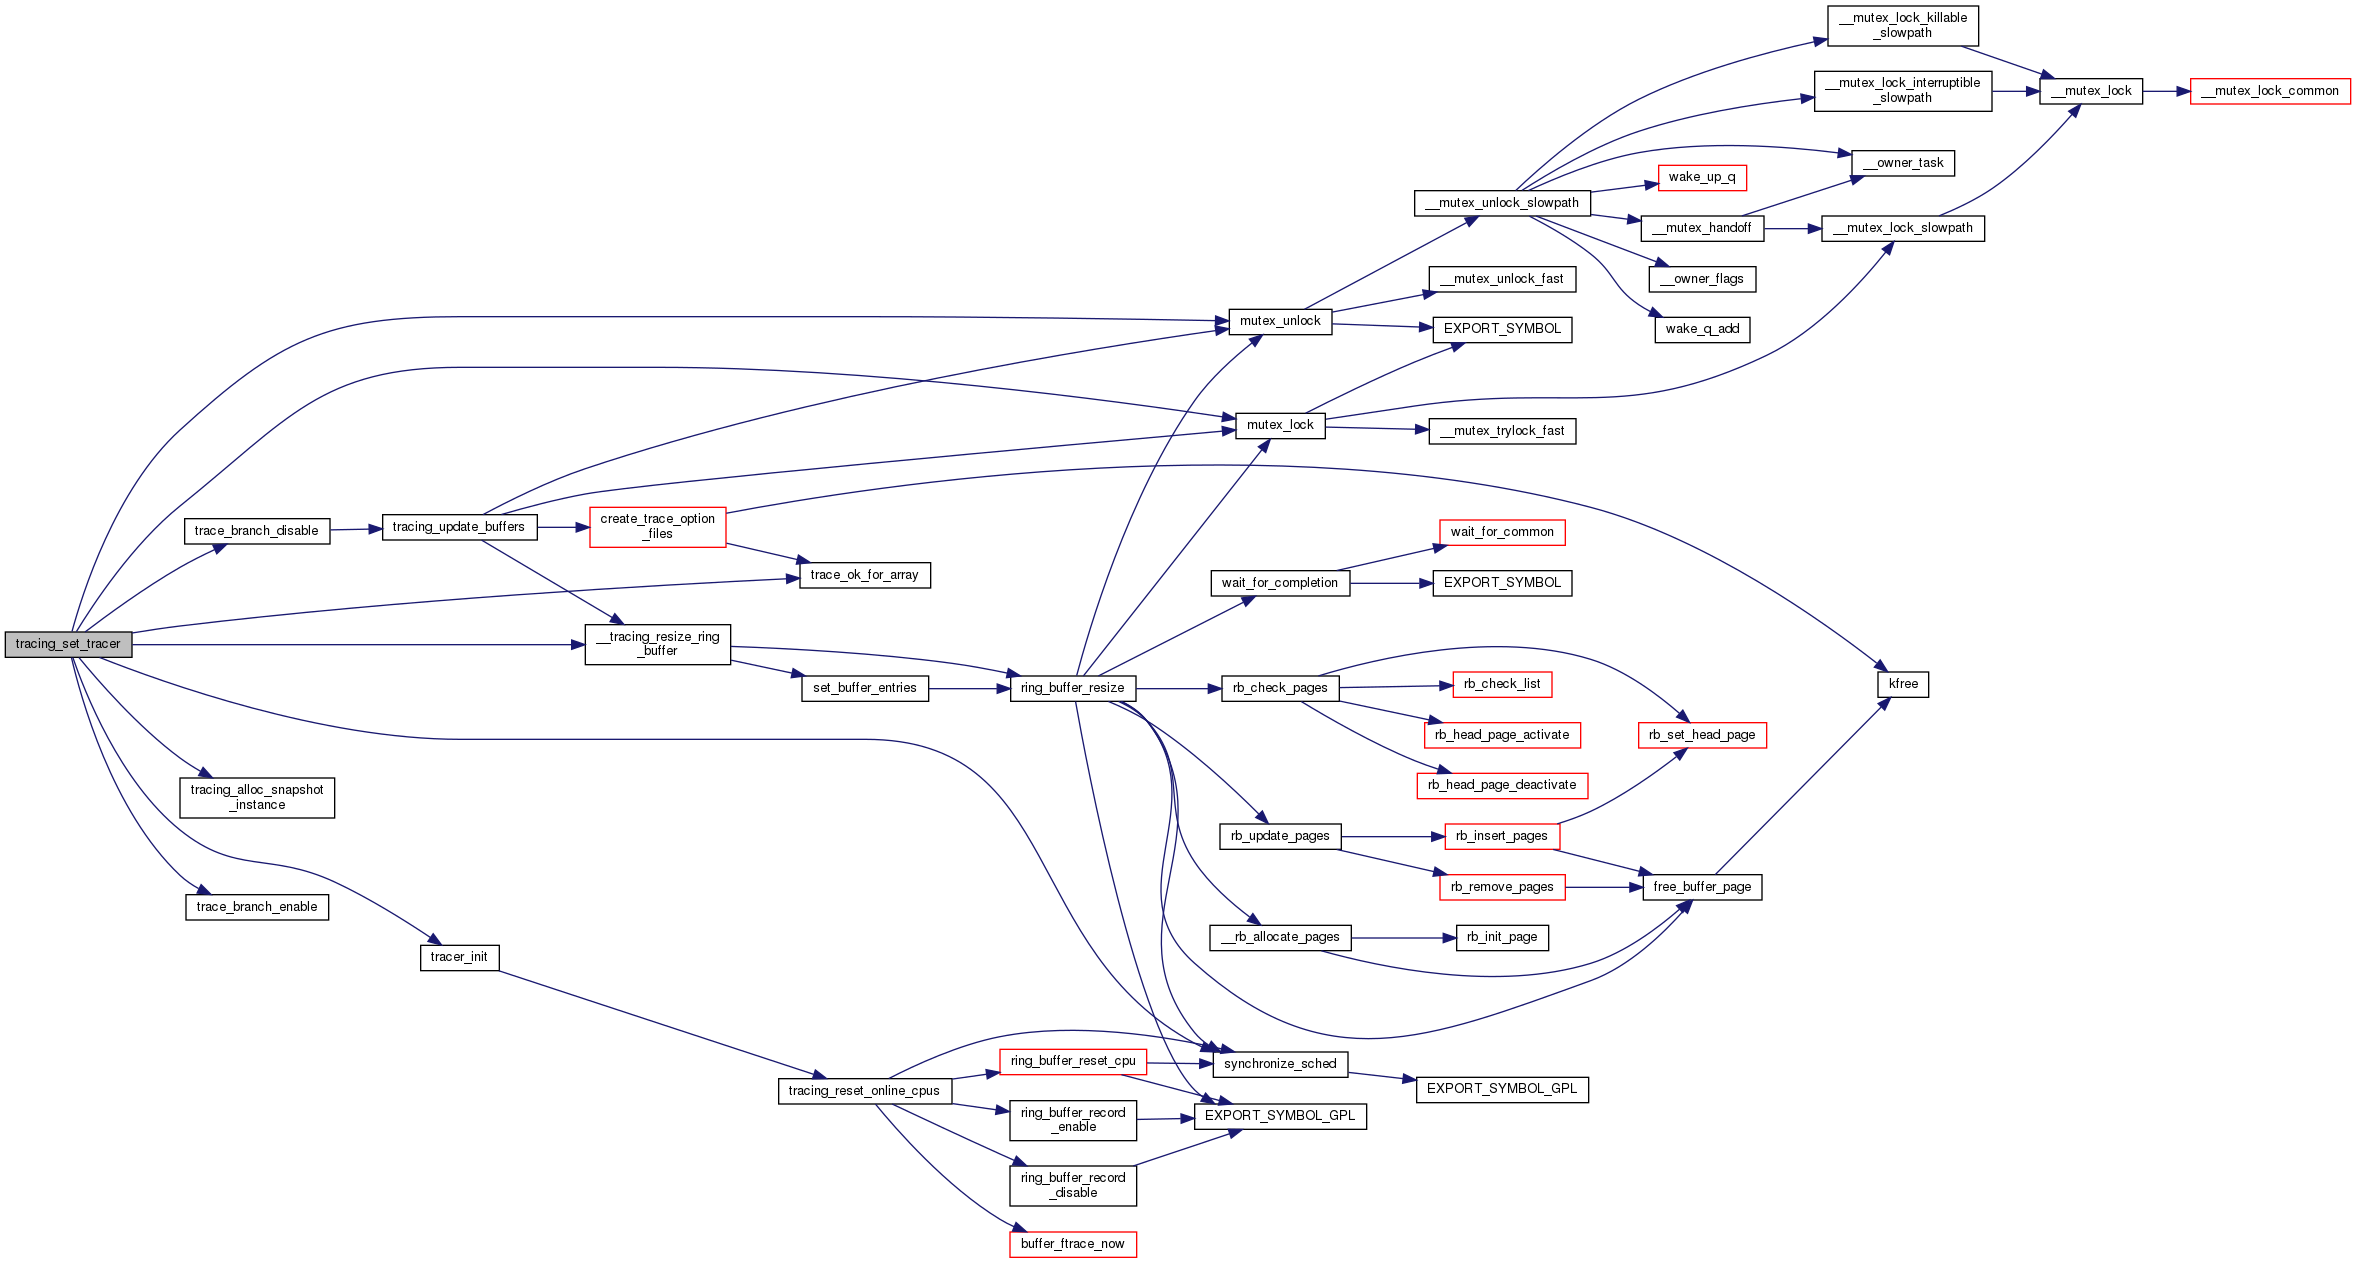 __mutex_lock_killable
_slowpath
__mutex_lock_interruptible
_slowpath
__mutex_lock
__mutex_lock_common
__owner_task
wake_up_q
__mutex_unlock_slowpath
__mutex_handoff
__mutex_lock_slowpath
__owner_flags
__mutex_unlock_fast
mutex_unlock
EXPORT_SYMBOL
wake_q_add
mutex_lock
__mutex_trylock_fast
trace_branch_disable
tracing_update_buffers
create_trace_option
_files
wait_for_common
trace_ok_for_array
wait_for_completion
EXPORT_SYMBOL
tracing_set_tracer
__tracing_resize_ring
_buffer
set_buffer_entries
ring_buffer_resize
rb_check_pages
rb_check_list
kfree
rb_head_page_activate
rb_set_head_page
tracing_alloc_snapshot
_instance
rb_head_page_deactivate
rb_update_pages
rb_insert_pages
rb_remove_pages
free_buffer_page
trace_branch_enable
tracer_init
__rb_allocate_pages
rb_init_page
ring_buffer_reset_cpu
synchronize_sched
tracing_reset_online_cpus
EXPORT_SYMBOL_GPL
ring_buffer_record
_enable
EXPORT_SYMBOL_GPL
ring_buffer_record
_disable
buffer_ftrace_now